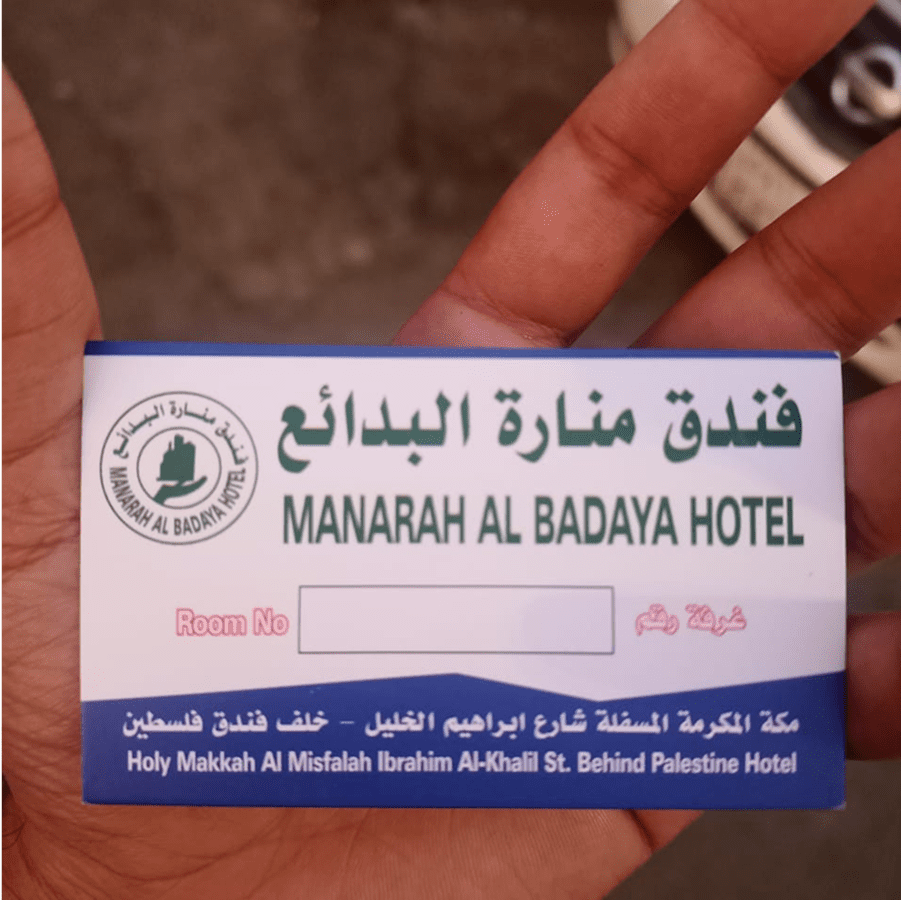 فندق منارة البدائع
MANARAH AL BADAYA HOTEL
فندق منارة البدائع
MANARAH AL BADAYA HOTEL
Room No
غرفة رقم
مكة المكرمة المسفلة شارع ابراهيم الخليل - خلف فندق فلسطين
Holy Makkah Al Misfalah Ibrahim Al-Khalil St. Behind Palestine Hotel